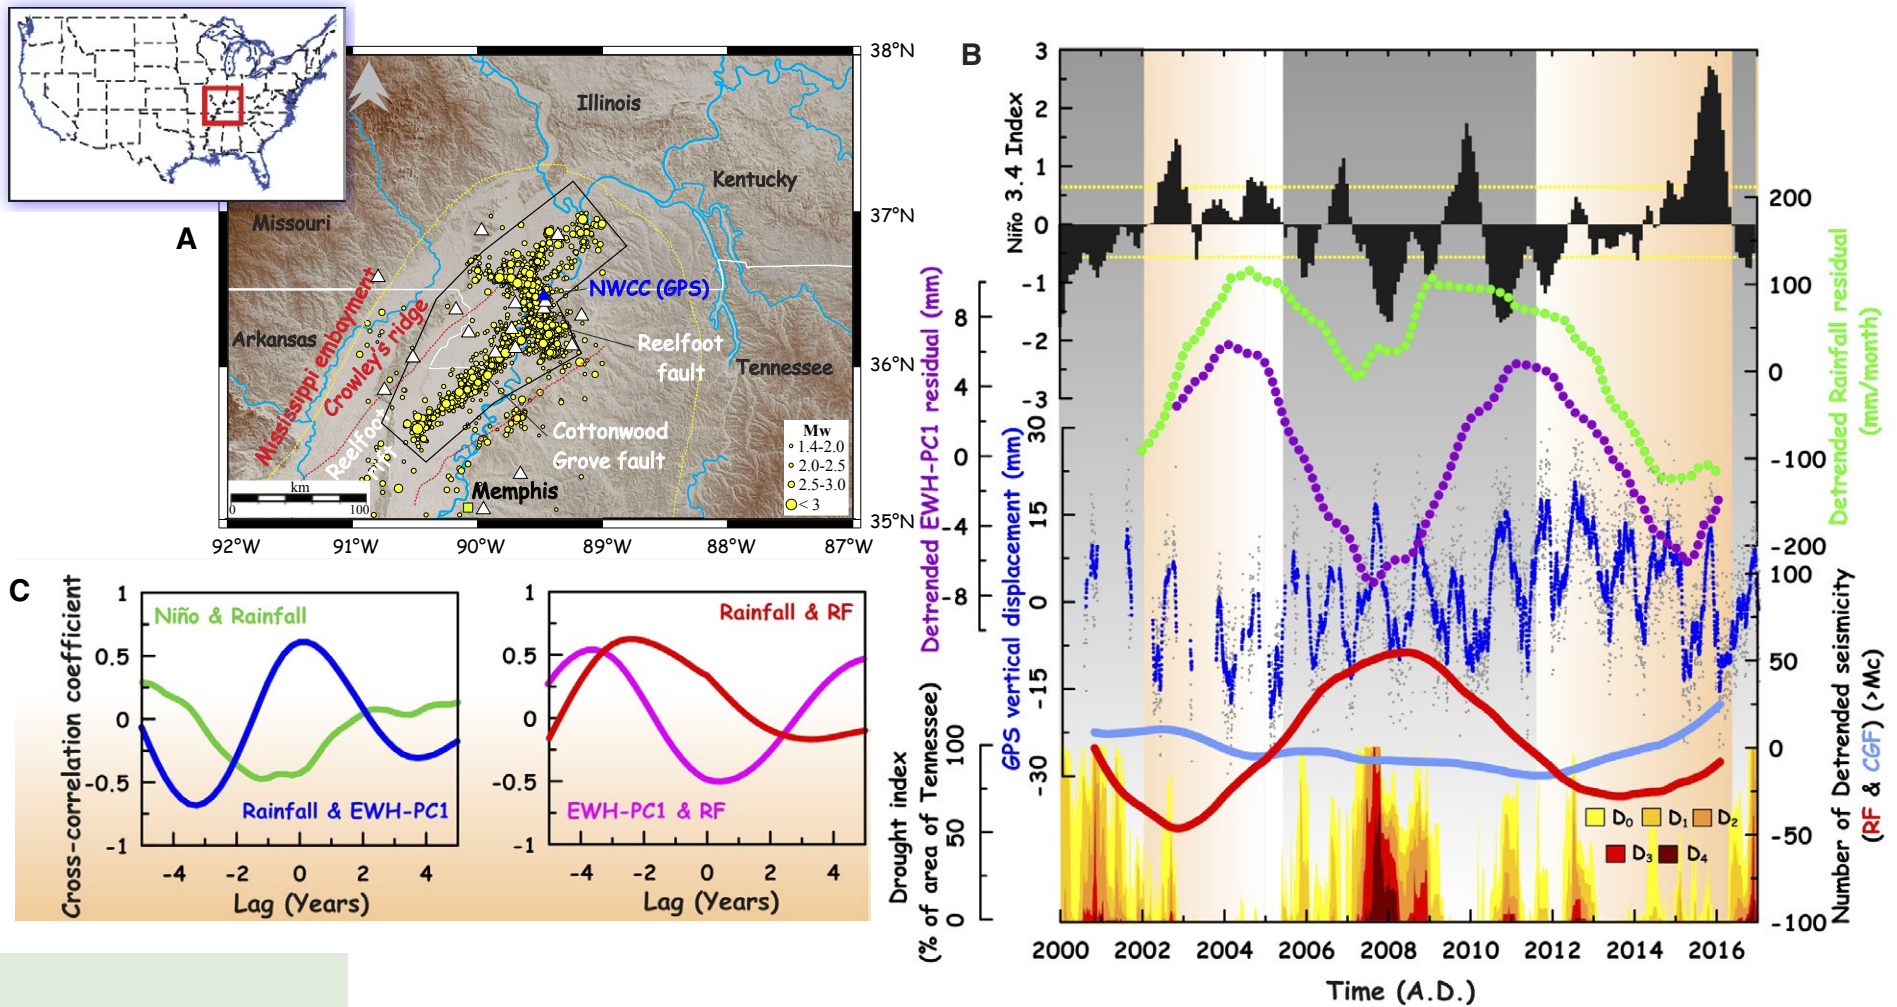 A
38°N
37°N
36°N
35°N
92°W
91°W
90°W
89°W
88°W
87°W
Illinois
Kentucky
Missouri
Arkansas
Tennessee
Mississippi embayment
Crowley's ridge
Reelfoot
rift
NWCC (GPS)
Reelfoot
fault
Cottonwood
Grove fault
Memphis
km
0
100
Mw
1.4-2.0
2.0-2.5
2.5-3.0
< 3
B
Niño 3.4 Index
3
2
1
0
-1
-2
-3
Detrended EWH-PC1 residual (mm)
8
4
0
-4
-8
GPS vertical displacement (mm)
30
15
0
-15
-30
Drought index
(% of area of Tennessee)
100
50
0
Detrended Rainfall residual
(mm/month)
200
100
0
-100
-200
Number of Detrended seismicity
(RF & CGF) (>Mc)
100
50
0
-50
-100
D0
D1
D2
D3
D4
2000
2002
2004
2006
2008
2010
2012
2014
2016
Time (A.D.)
C
Cross-correlation coefficient
1
0.5
0
-0.5
-1
Niño & Rainfall
Rainfall & EWH-PC1
-4
-2
0
2
4
Lag (Years)
1
0.5
0
-0.5
-1
Rainfall & RF
EWH-PC1 & RF
-4
-2
0
2
4
Lag (Years)